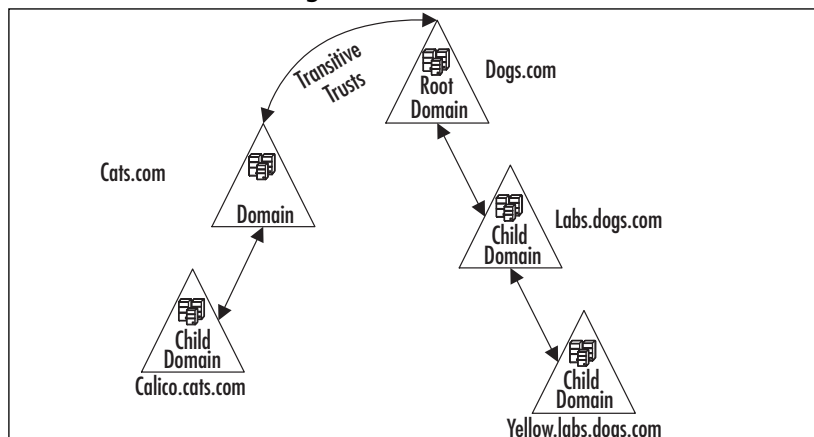 Transitive
Trusts
Dogs.com
Root
Domain
Cats.com
Domain
Labs.dogs.com
Child
Domain
Child
Domain
Calico.cats.com
Child
Domain
Yellow.labs.dogs.com